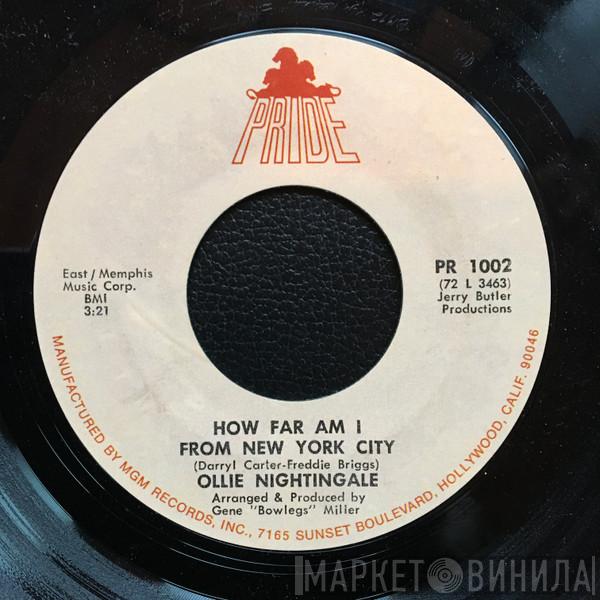 PRIDE
East/Memphis
Music Corp.
BMI
3:21
PR 1002
(72 L 3463)
Jerry Butler
Productions
HOW FAR AM I
FROM NEW YORK CITY
(Darryl Carter-Freddie Briggs)
OLLIE NIGHTINGALE
Arranged & Produced by
Gene "Bowlegs" Miller
MANUFACTURED BY MGM RECORDS, INC., 7165 SUNSET BOULEVARD, HOLLYWOOD, CALIF. 90046
МАРКЕТ ВИНИЛА